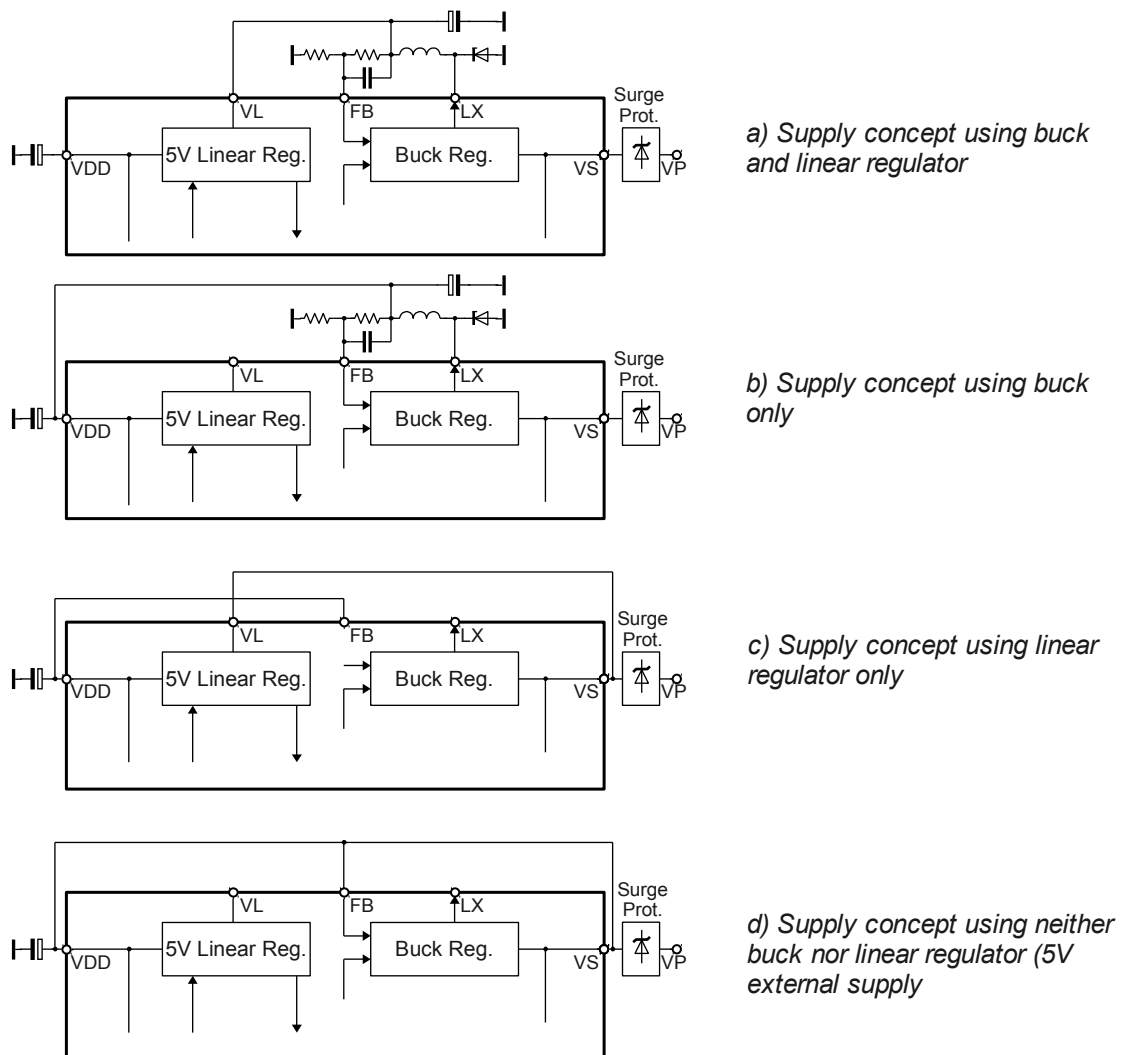 VL
FB
LX
Surge
Prot.
VDD
5V Linear Reg.
Buck Reg.
VS
VP
a) Supply concept using buck
and linear regulator
VL
FB
LX
Surge
Prot.
VDD
5V Linear Reg.
Buck Reg.
VS
VP
b) Supply concept using buck
only
VL
FB
LX
Surge
Prot.
VDD
5V Linear Reg.
Buck Reg.
VS
VP
c) Supply concept using linear
regulator only
VL
FB
LX
Surge
Prot.
VDD
5V Linear Reg.
Buck Reg.
VS
VP
d) Supply concept using neither
buck nor linear regulator (5V
external supply